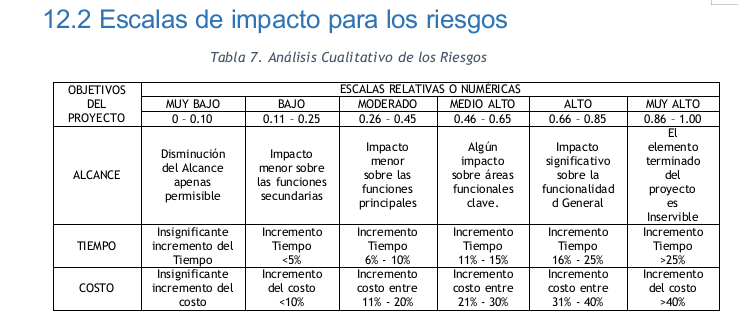 12.2 Escalas de impacto para los riesgos
Tabla 7. Análisis Cualitativo de los Riesgos
OBJETIVOS DEL PROYECTO
ESCALAS RELATIVAS O NUMÉRICAS
MUY BAJO
BAJO
MODERADO
MEDIO ALTO
ALTO
MUY ALTO
0 - 0.10
0.11 - 0.25
0.26 - 0.45
0.46 - 0.65
0.66 - 0.85
0.86 - 1.00
ALCANCE
Disminución
del Alcance
apenas
permisible
Impacto
menor sobre
las funciones
secundarias
Impacto
menor
sobre las
funciones
principales
Algún
impacto
sobre áreas
funcionales
clave.
Impacto
significativo
sobre la
funcionalidad
d General
El
elemento
terminado
del
proyecto
es
Inservible
TIEMPO
Insignificante
incremento del
Tiempo
Incremento
Tiempo
<5%
Incremento
Tiempo
6% - 10%
Incremento
Tiempo
11% - 15%
Incremento
Tiempo
16% - 25%
Incremento
Tiempo
>25%
COSTO
Insignificante
incremento del
costo
Incremento
del costo
<10%
Incremento
costo entre
11% - 20%
Incremento
costo entre
21% - 30%
Incremento
costo entre
31% - 40%
Incremento
del costo
>40%